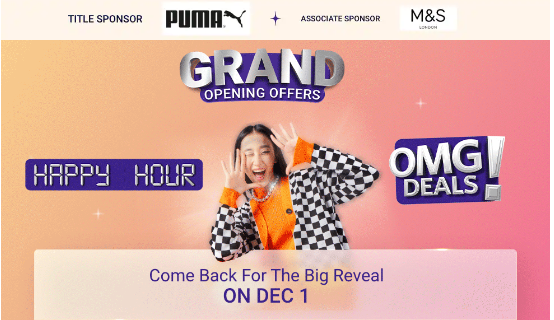 TITLE SPONSOR PUMA ASSOCIATE SPONSOR M&S
LONDON
GRAND
OPENING OFFERS
HAPPY HOUR
OMG!
DEALS
Come Back For The Big Reveal
ON DEC 1